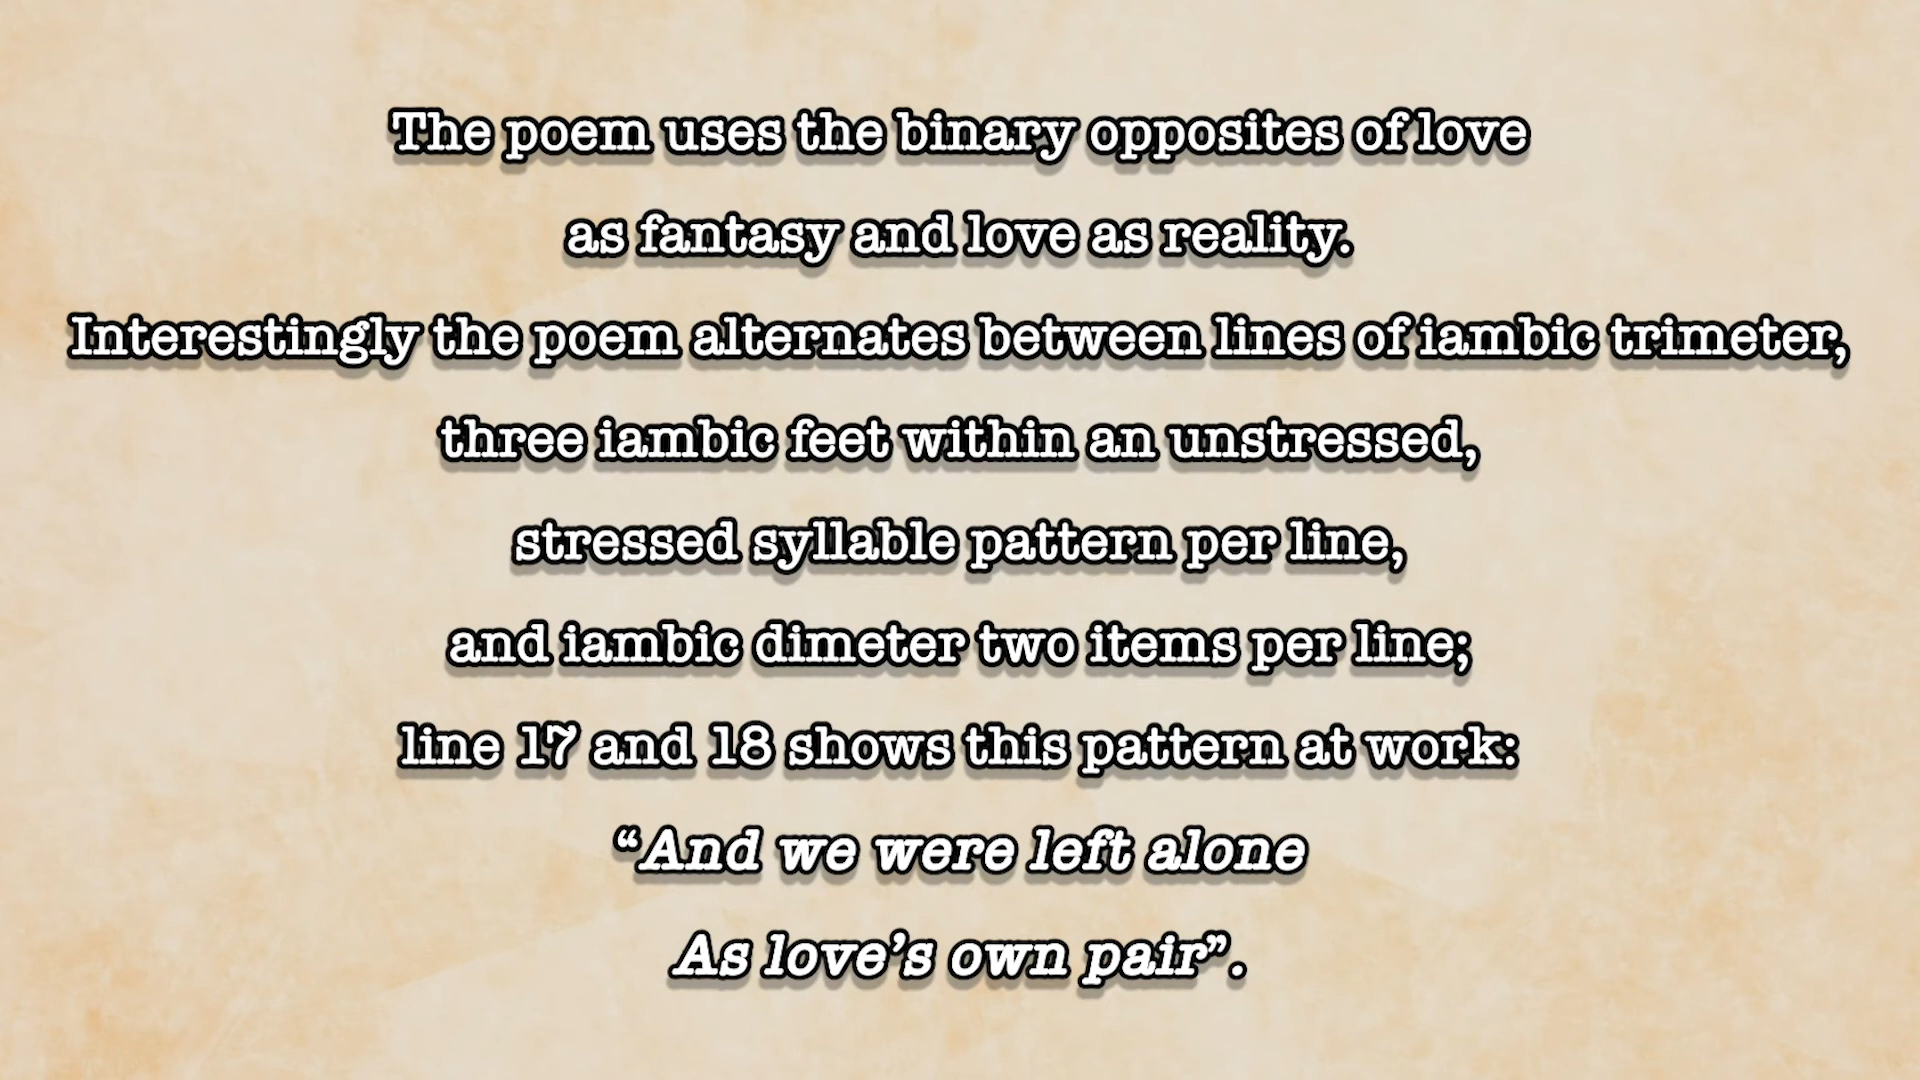 The poem uses the binary opposites of love
as fantasy and love as reality.
Interestingly the poem alternates between lines of iambic trimeter,
three iambic feet within an unstressed,
stressed syllable pattern per line,
and iambic dimeter two items per line;
line 17 and 18 shows this pattern at work:
“And we were left alone
As love’s own pair”.